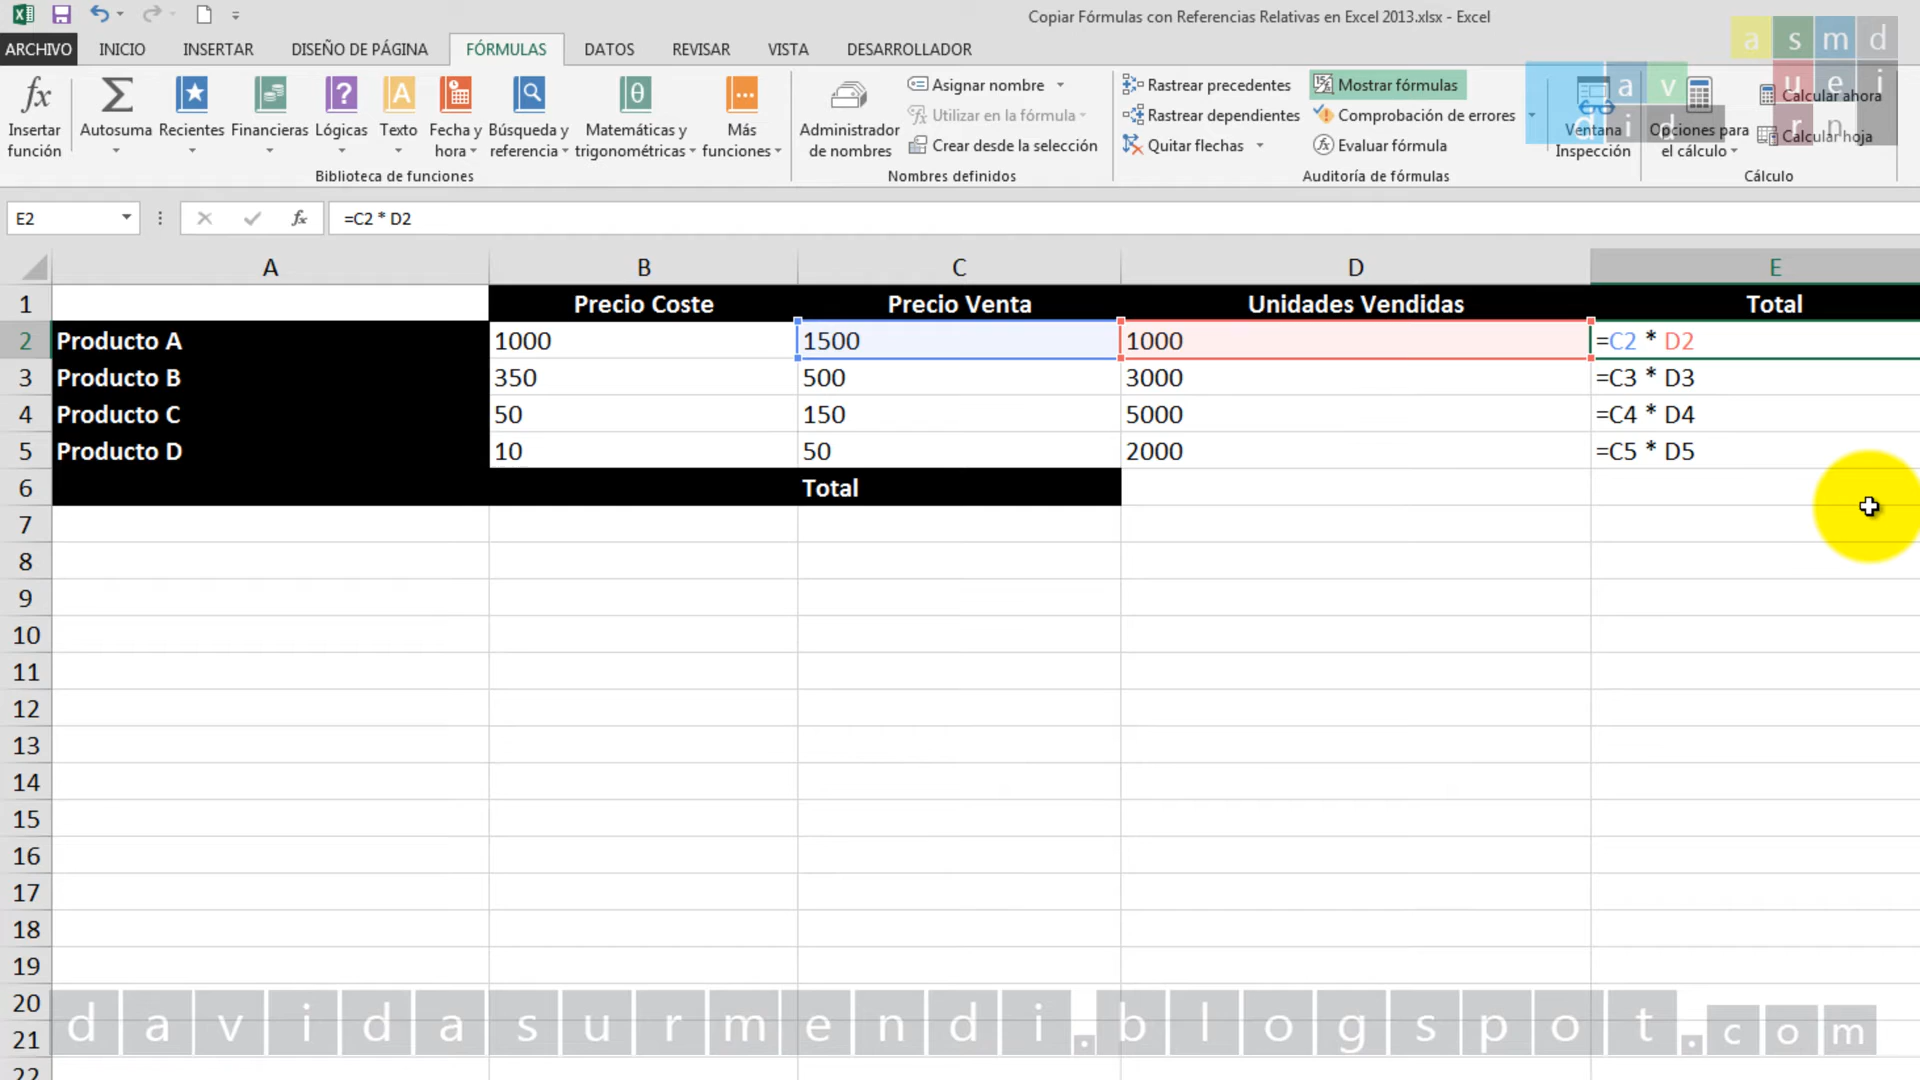 Copiar Fórmulas con Referencias Relativas en Excel 2013.xlsx - Excel
ARCHIVO INICIO INSERTAR DISEÑO DE PÁGINA FÓRMULAS DATOS REVISAR VISTA DESARROLLADOR
a s m d
a v u e i
d i d r n
fx Insertar función
Σ Autosuma
Recientes
Financieras
? Lógicas
A Texto
Fecha y hora
Búsqueda y referencia
θ Matemáticas y trigonométricas
Más funciones
Biblioteca de funciones
Administrador de nombres
Asignar nombre
Utilizar en la fórmula
Crear desde la selección
Nombres definidos
Rastrear precedentes
Rastrear dependientes
Quitar flechas
Mostrar fórmulas
Comprobación de errores
Evaluar fórmula
Auditoría de fórmulas
Ventana Inspección
Opciones para el cálculo
Calcular ahora
Calcular hoja
Cálculo
E2 fx =C2 * D2
A B C D E
1 Precio Coste Precio Venta Unidades Vendidas Total
2 Producto A 1000 1500 1000 =C2 * D2
3 Producto B 350 500 3000 =C3 * D3
4 Producto C 50 150 5000 =C4 * D4
5 Producto D 10 50 2000 =C5 * D5
6 Total
7
8
9
10
11
12
13
14
15
16
17
18
19
20
21
22
davidasurmendi.blogspot.com